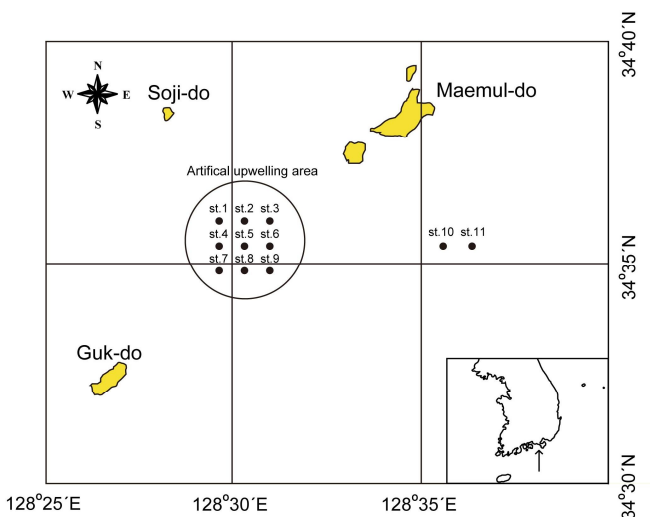 34°40´N
N
W E
S
Soji-do
Maemul-do
Artifical upwelling area
st.1 st.2 st.3
st.4 st.5 st.6
st.10 st.11
st.7 st.8 st.9
34°35´N
Guk-do
34°30´N
128°25´E 128°30´E 128°35´E